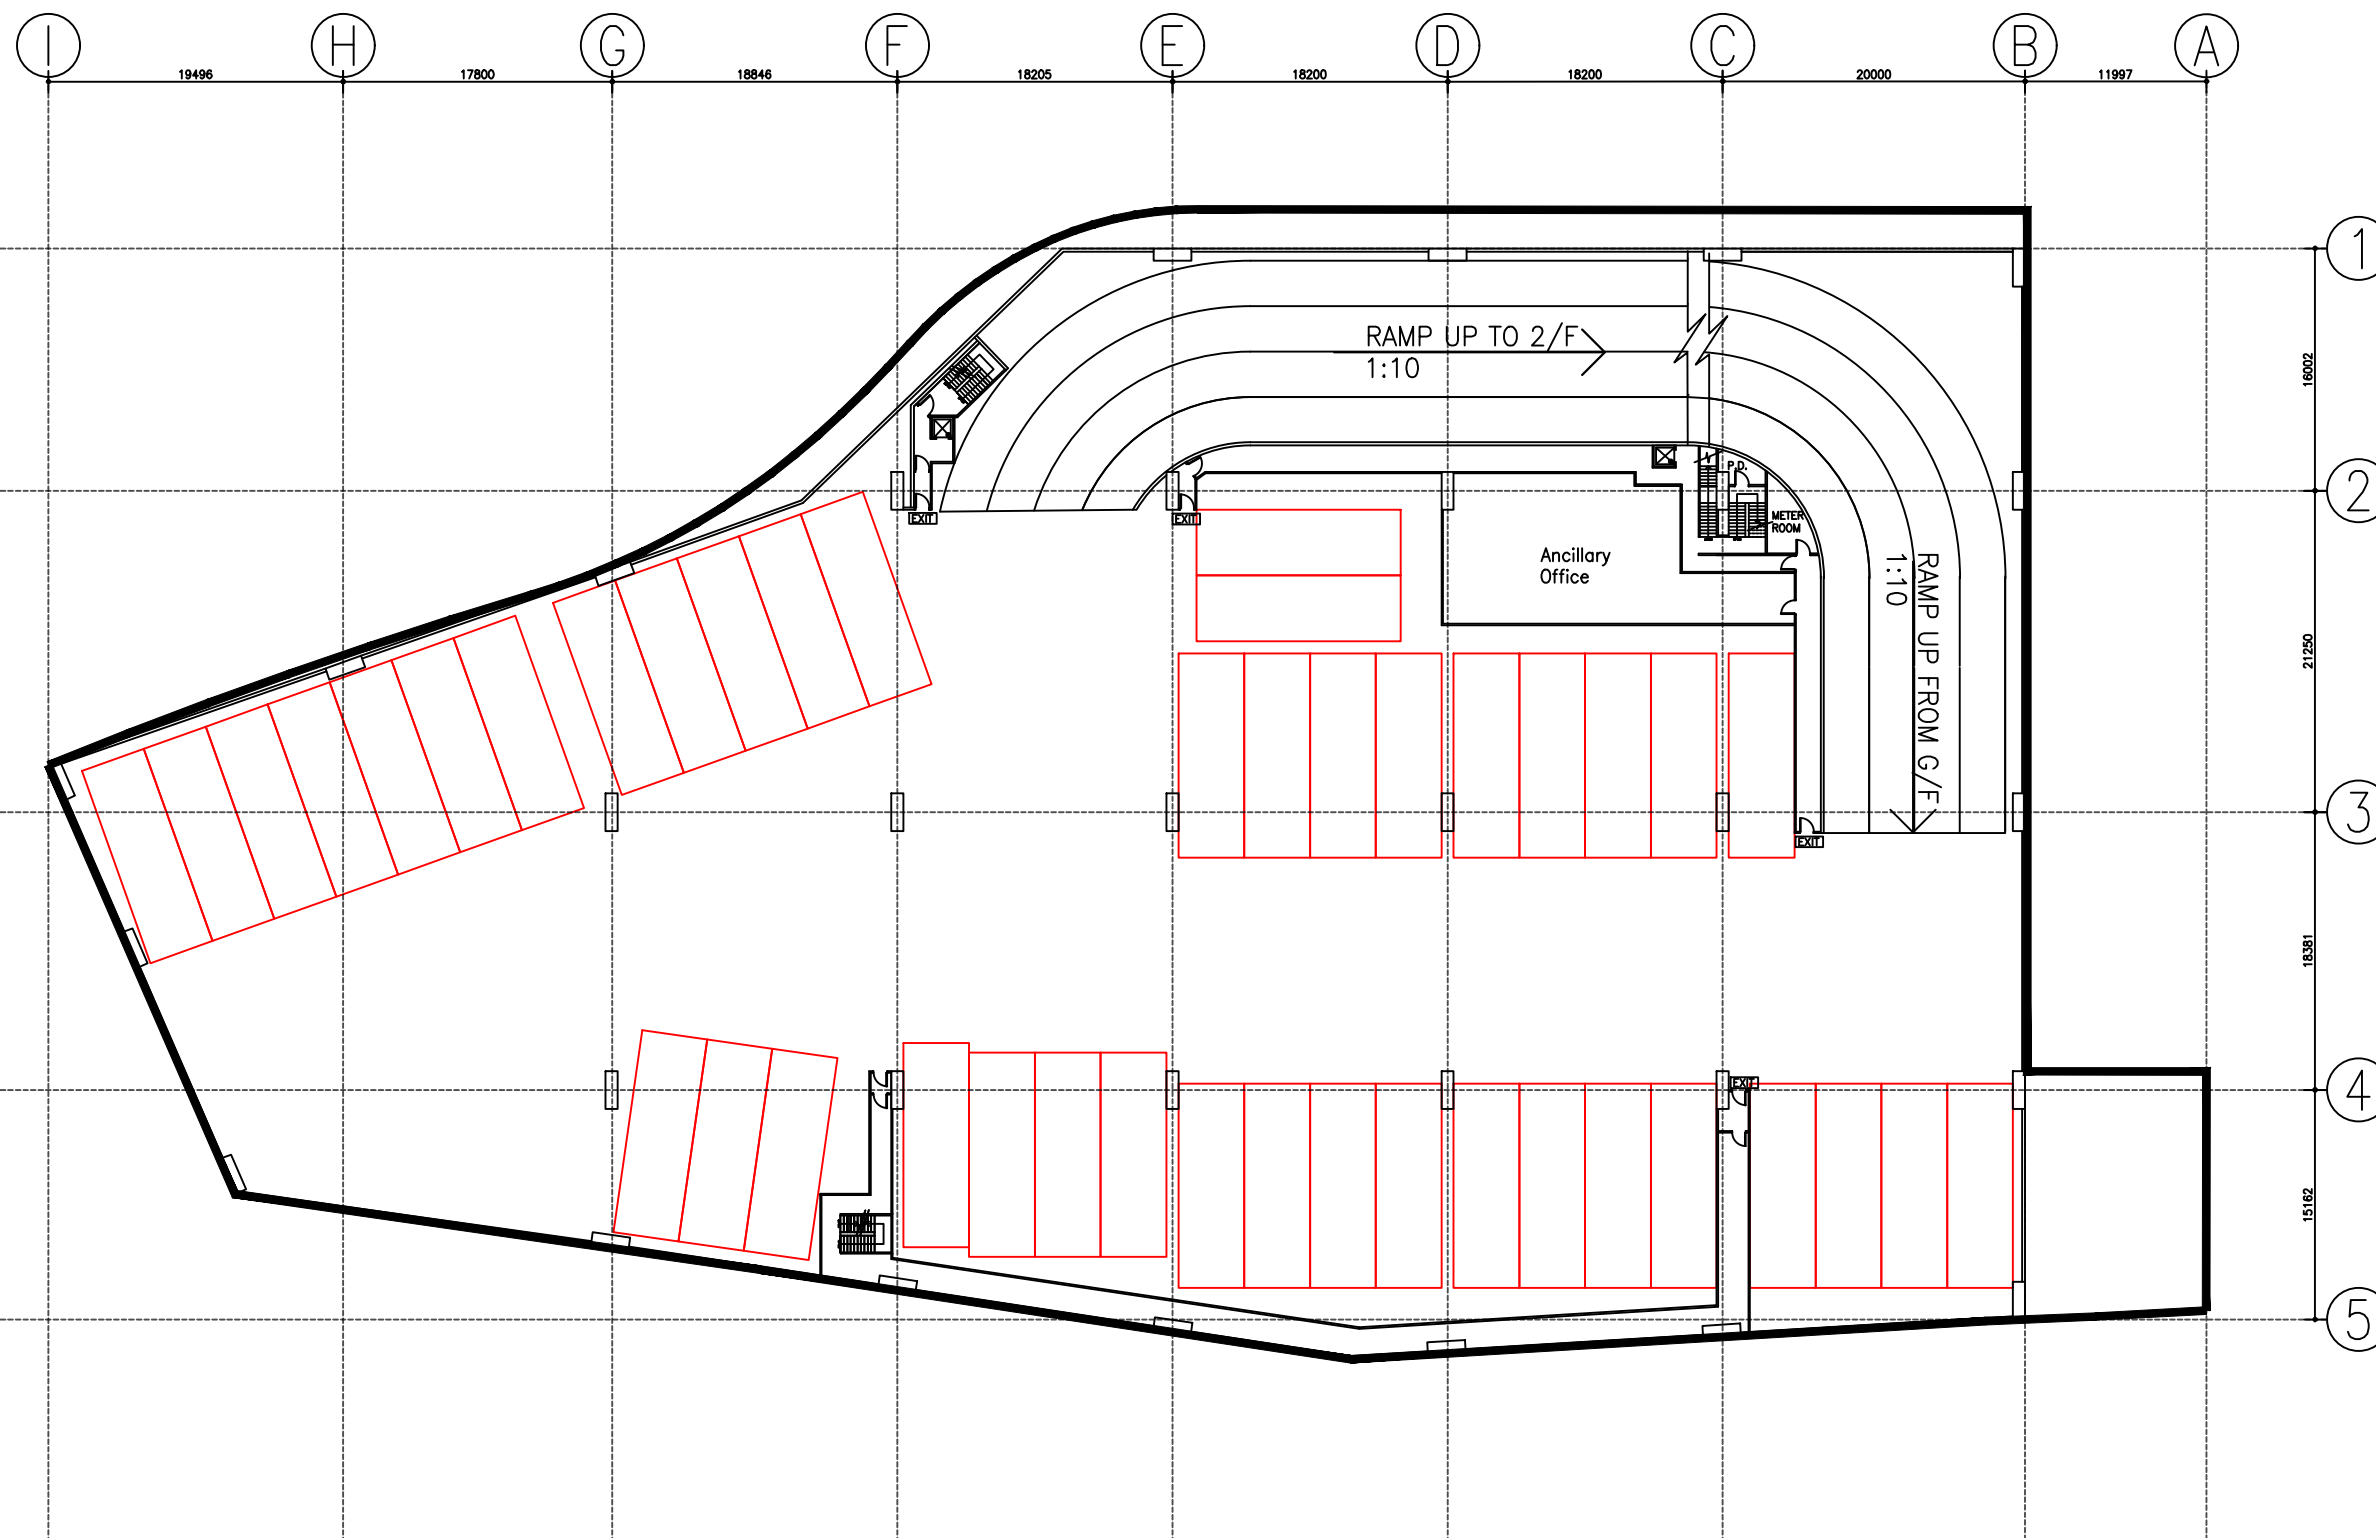 I H G F E D C B A
19496 17800 18846 18205 18200 18200 20000 11997
1
16002
RAMP UP TO 2/F
1:10
P.D.
2
EXIT
EXIT
METER
ROOM
Ancillary
Office
RAMP UP FROM G/F
1:10
21250
3
EXIT
18381
EXIT
4
15162
5